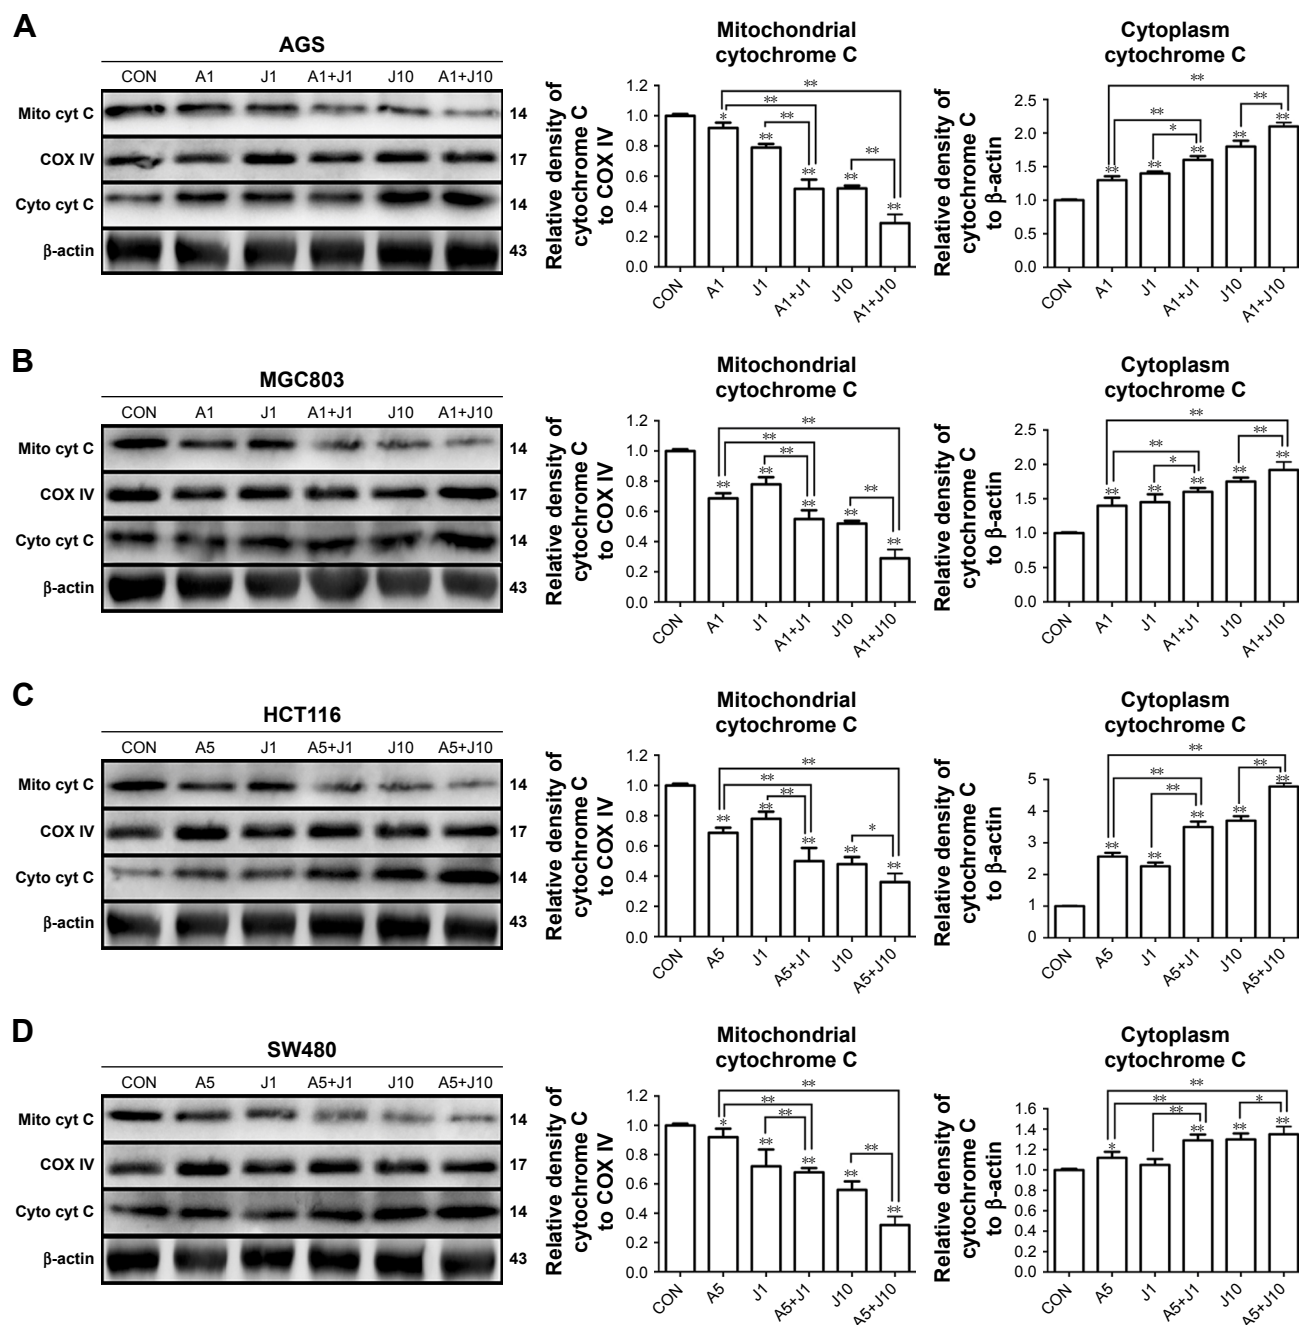 A
AGS
CON A1 J1 A1+J1 J10 A1+J10
Mito cyt C 14
COX IV 17
Cyto cyt C 14
β-actin 43
Mitochondrial
cytochrome C
Relative density of
cytochrome C
to COX IV
1.2
1.0
0.8
0.6
0.4
0.2
0.0
* ** ** ** **
** ** ** **
CON A1 J1 A1+J1 J10 A1+J10
Cytoplasm
cytochrome C
Relative density of
cytochrome C
to β-actin
2.5
2.0
1.5
1.0
0.5
0.0
** ** ** ** **
** ** * **
CON A1 J1 A1+J1 J10 A1+J10
B
MGC803
CON A1 J1 A1+J1 J10 A1+J10
Mito cyt C 14
COX IV 17
Cyto cyt C 14
β-actin 43
Mitochondrial
cytochrome C
Relative density of
cytochrome C
to COX IV
1.2
1.0
0.8
0.6
0.4
0.2
0.0
** ** ** ** **
** ** ** **
CON A1 J1 A1+J1 J10 A1+J10
Cytoplasm
cytochrome C
Relative density of
cytochrome C
to β-actin
2.5
2.0
1.5
1.0
0.5
0.0
** ** ** ** **
** ** * **
CON A1 J1 A1+J1 J10 A1+J10
C
HCT116
CON A5 J1 A5+J1 J10 A5+J10
Mito cyt C 14
COX IV 17
Cyto cyt C 14
β-actin 43
Mitochondrial
cytochrome C
Relative density of
cytochrome C
to COX IV
1.2
1.0
0.8
0.6
0.4
0.2
0.0
** ** ** ** **
** ** ** *
CON A5 J1 A5+J1 J10 A5+J10
Cytoplasm
cytochrome C
Relative density of
cytochrome C
to β-actin
5
4
3
2
1
0
** ** ** ** **
** ** ** **
CON A5 J1 A5+J1 J10 A5+J10
D
SW480
CON A5 J1 A5+J1 J10 A5+J10
Mito cyt C 14
COX IV 17
Cyto cyt C 14
β-actin 43
Mitochondrial
cytochrome C
Relative density of
cytochrome C
to COX IV
1.2
1.0
0.8
0.6
0.4
0.2
0.0
* ** ** ** **
** ** ** **
CON A5 J1 A5+J1 J10 A5+J10
Cytoplasm
cytochrome C
Relative density of
cytochrome C
to β-actin
1.6
1.4
1.2
1.0
0.8
0.6
0.4
0.2
0.0
* ** ** **
** ** ** *
CON A5 J1 A5+J1 J10 A5+J10